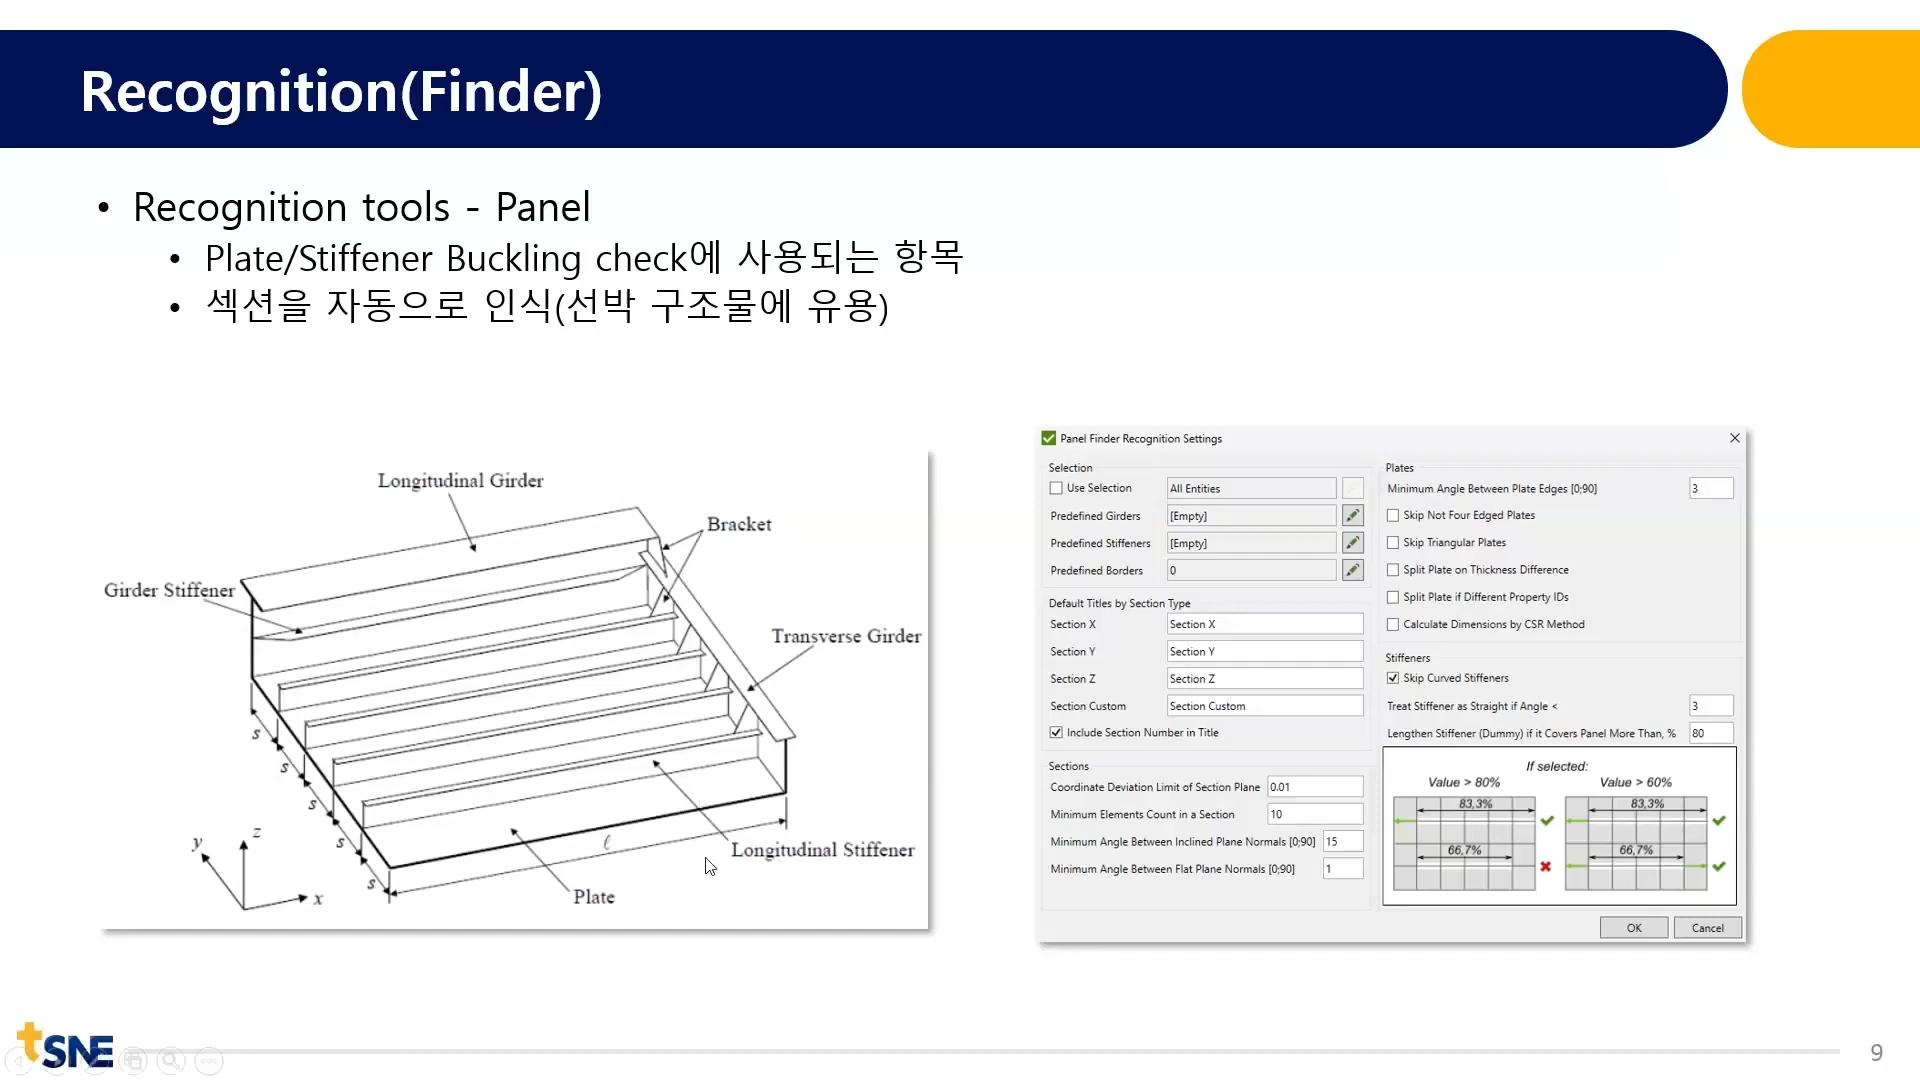 Recognition(Finder)
• Recognition tools - Panel
• Plate/Stiffener Buckling check에 사용되는 항목
• 섹션을 자동으로 인식(선박 구조물에 유용)
Longitudinal Girder
Bracket
Girder Stiffener
Transverse Girder
s
s
s
s
s
ℓ
Longitudinal Stiffener
Plate
y
z
x
Panel Finder Recognition Settings
Selection
Use Selection
All Entities
Predefined Girders
[Empty]
Predefined Stiffeners
[Empty]
Predefined Borders
0
Default Titles by Section Type
Section X
Section X
Section Y
Section Y
Section Z
Section Z
Section Custom
Section Custom
Include Section Number in Title
Sections
Coordinate Deviation Limit of Section Plane
0.01
Minimum Elements Count in a Section
10
Minimum Angle Between Inclined Plane Normals [0;90]
15
Minimum Angle Between Flat Plane Normals [0;90]
1
Plates
Minimum Angle Between Plate Edges [0;90]
3
Skip Not Four Edged Plates
Skip Triangular Plates
Split Plate on Thickness Difference
Split Plate if Different Property IDs
Calculate Dimensions by CSR Method
Stiffeners
Skip Curved Stiffeners
Treat Stiffener as Straight if Angle <
3
Lengthen Stiffener (Dummy) if it Covers Panel More Than, %
80
If selected:
Value > 80%
Value > 60%
83,3%
83,3%
66,7%
66,7%
OK
Cancel
tSNE
9